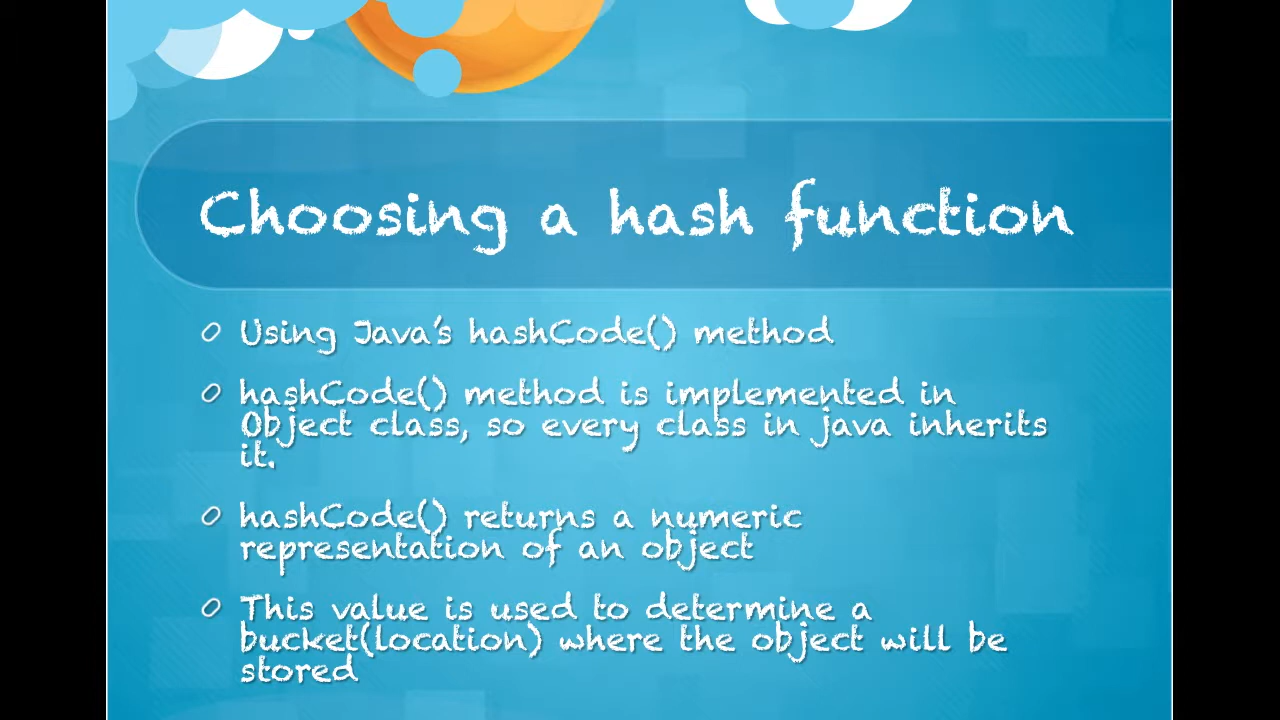 Choosing a hash function
Using Java's hashCode() method
hashCode() method is implemented in
Object class, so every class in java inherits
it.
hashCode() returns a numeric
representation of an object
This value is used to determine a
bucket(location) where the object will be
stored